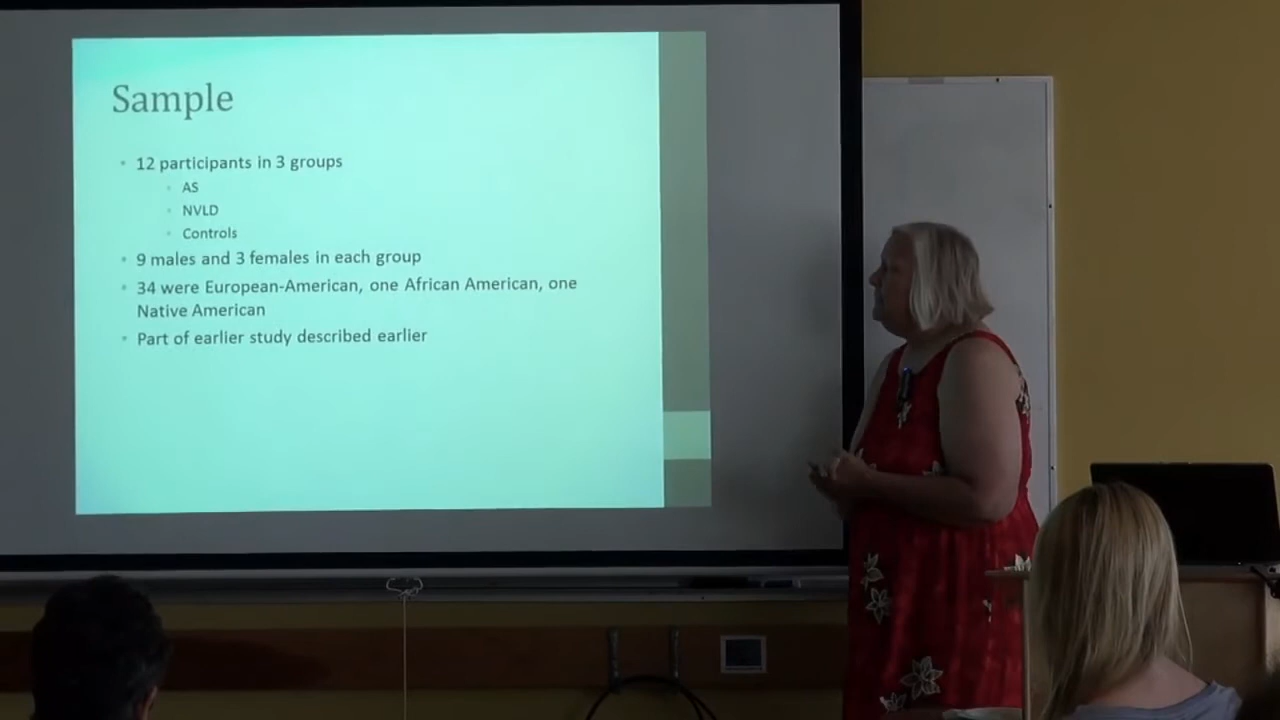 Sample
12 participants in 3 groups
AS
NVLD
Controls
9 males and 3 females in each group
34 were European-American, one African American, one
Native American
Part of earlier study described earlier